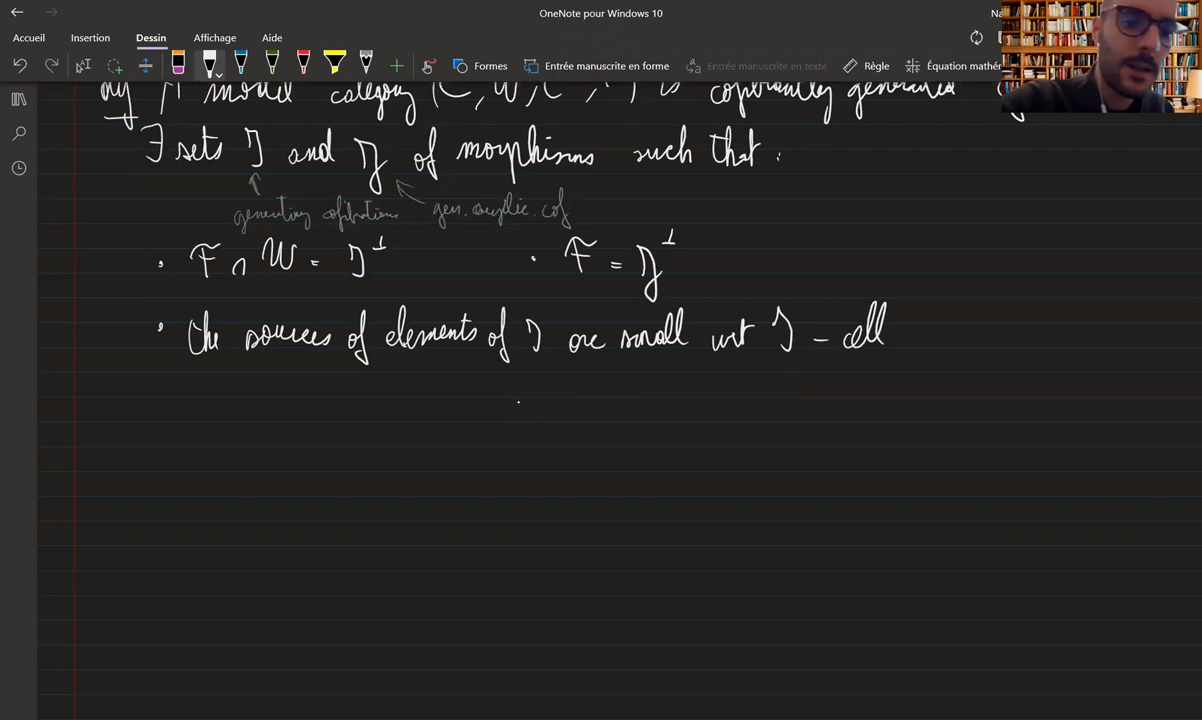 OneNote pour Windows 10
Accueil Insertion Dessin Affichage Aide
Formes Entrée manuscrite en forme Entrée manuscrite en texte Règle Équation mathé
A model category (C, W, C, F) is cofibrantly generated if
∃ sets I and J of morphisms such that :
generating cofibrations gen. acyclic. cof
• F ∩ W = I^⊥ • F = J^⊥
• The sources of elements of I are small wrt I - cell